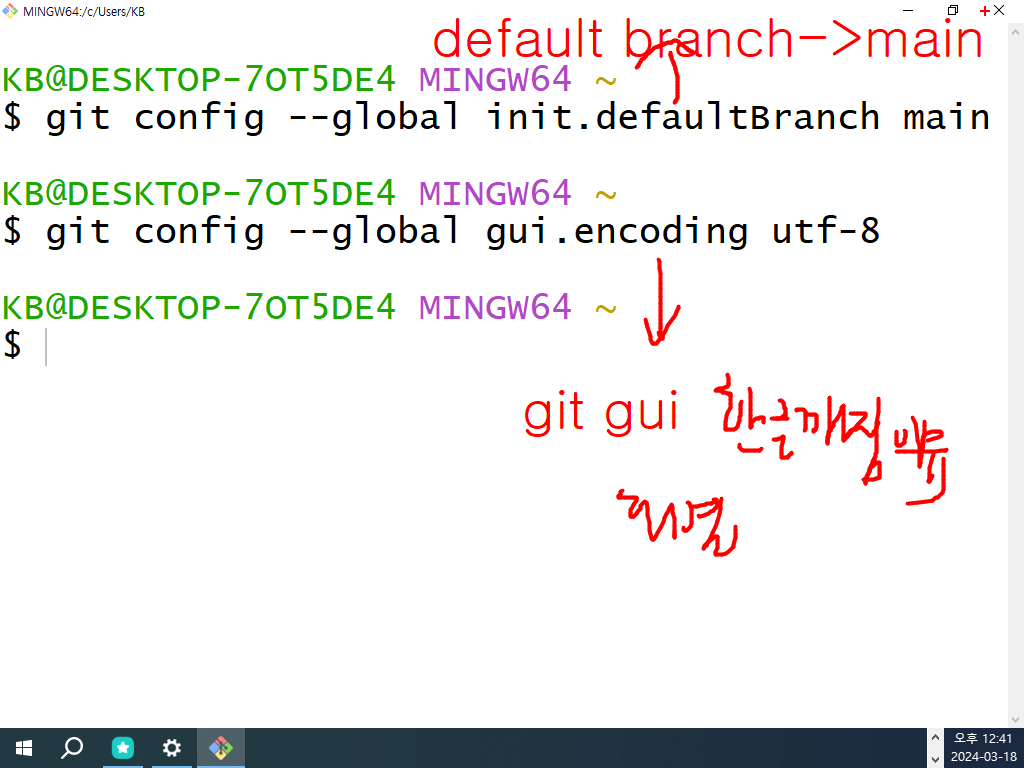 MINGW64:/c/Users/KB
default branch->main
KB@DESKTOP-7OT5DE4 MINGW64 ~
$ git config --global init.defaultBranch main
KB@DESKTOP-7OT5DE4 MINGW64 ~
$ git config --global gui.encoding utf-8
KB@DESKTOP-7OT5DE4 MINGW64 ~
$
git gui 한글깨짐
해결
오후 12:41
2024-03-18